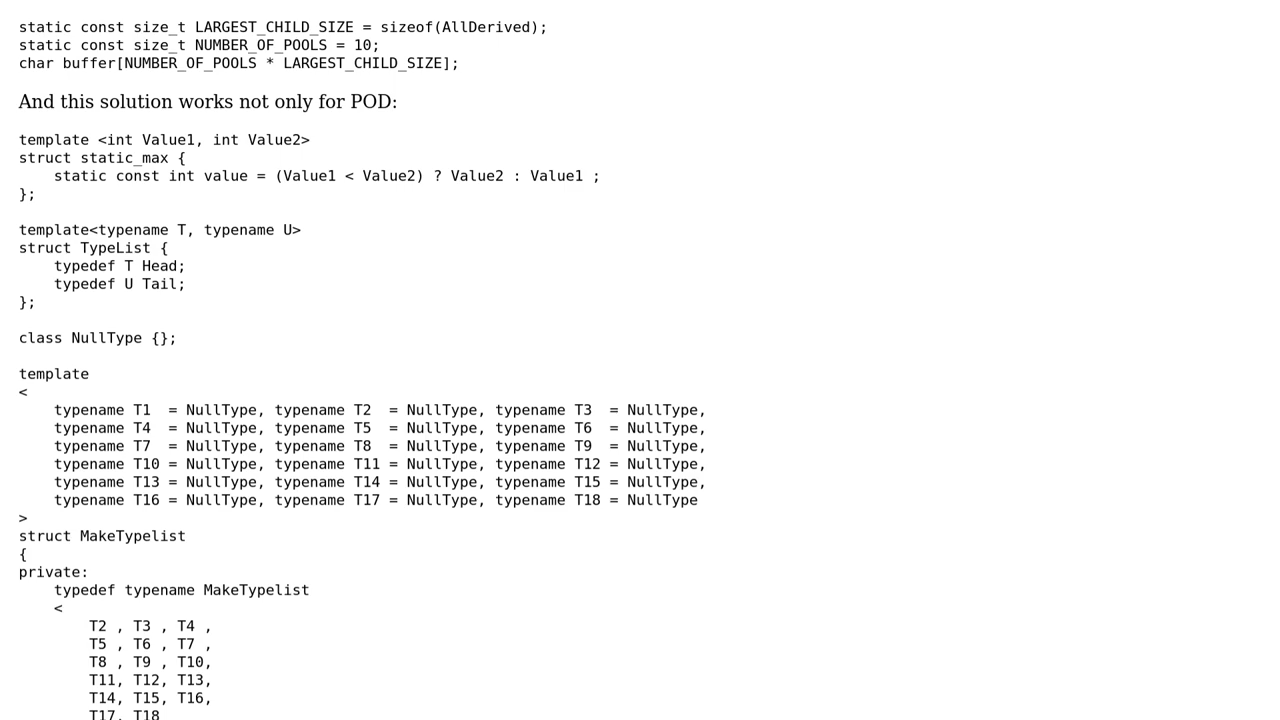 static const size_t LARGEST_CHILD_SIZE = sizeof(AllDerived);
static const size_t NUMBER_OF_POOLS = 10;
char buffer[NUMBER_OF_POOLS * LARGEST_CHILD_SIZE];
And this solution works not only for POD:
template <int Value1, int Value2>
struct static_max {
    static const int value = (Value1 < Value2) ? Value2 : Value1 ;
};
template<typename T, typename U>
struct TypeList {
    typedef T Head;
    typedef U Tail;
};
class NullType {};
template
<
    typename T1  = NullType, typename T2  = NullType, typename T3  = NullType,
    typename T4  = NullType, typename T5  = NullType, typename T6  = NullType,
    typename T7  = NullType, typename T8  = NullType, typename T9  = NullType,
    typename T10 = NullType, typename T11 = NullType, typename T12 = NullType,
    typename T13 = NullType, typename T14 = NullType, typename T15 = NullType,
    typename T16 = NullType, typename T17 = NullType, typename T18 = NullType
>
struct MakeTypelist
{
private:
    typedef typename MakeTypelist
    <
        T2 , T3 , T4 ,
        T5 , T6 , T7 ,
        T8 , T9 , T10,
        T11, T12, T13,
        T14, T15, T16,
        T17, T18